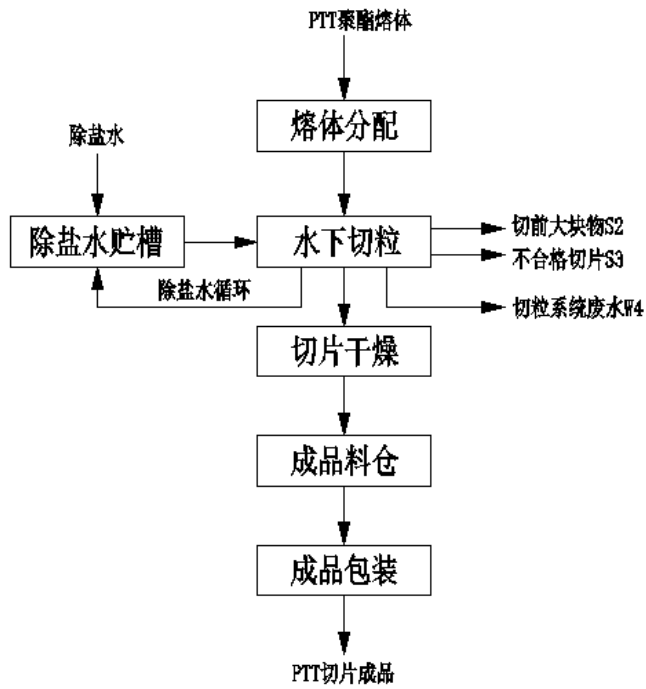 PTT聚酯熔体
熔体分配
除盐水
除盐水贮槽
水下切粒
切前大块物S2
不合格切片S3
除盐水循环
切粒系统废水W4
切片干燥
成品料仓
成品包装
PTT切片成品